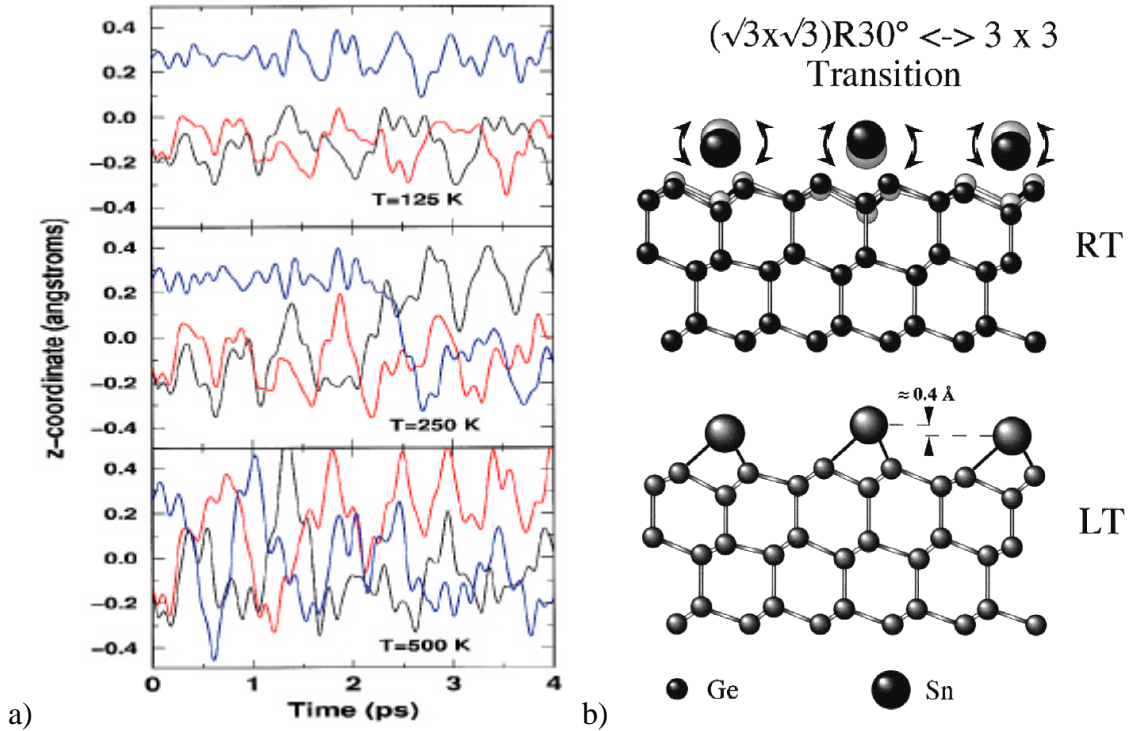 0.4
0.2
0.0
−0.2
−0.4
T=125 K
0.4
0.2
0.0
−0.2
−0.4
T=250 K
0.4
0.2
0.0
−0.2
−0.4
T=500 K
z−coordinate (angstroms)
0 1 2 3 4
Time (ps)
a)
(√3x√3)R30° <-> 3 x 3
Transition
RT
≈ 0.4 Å
LT
Ge
Sn
b)